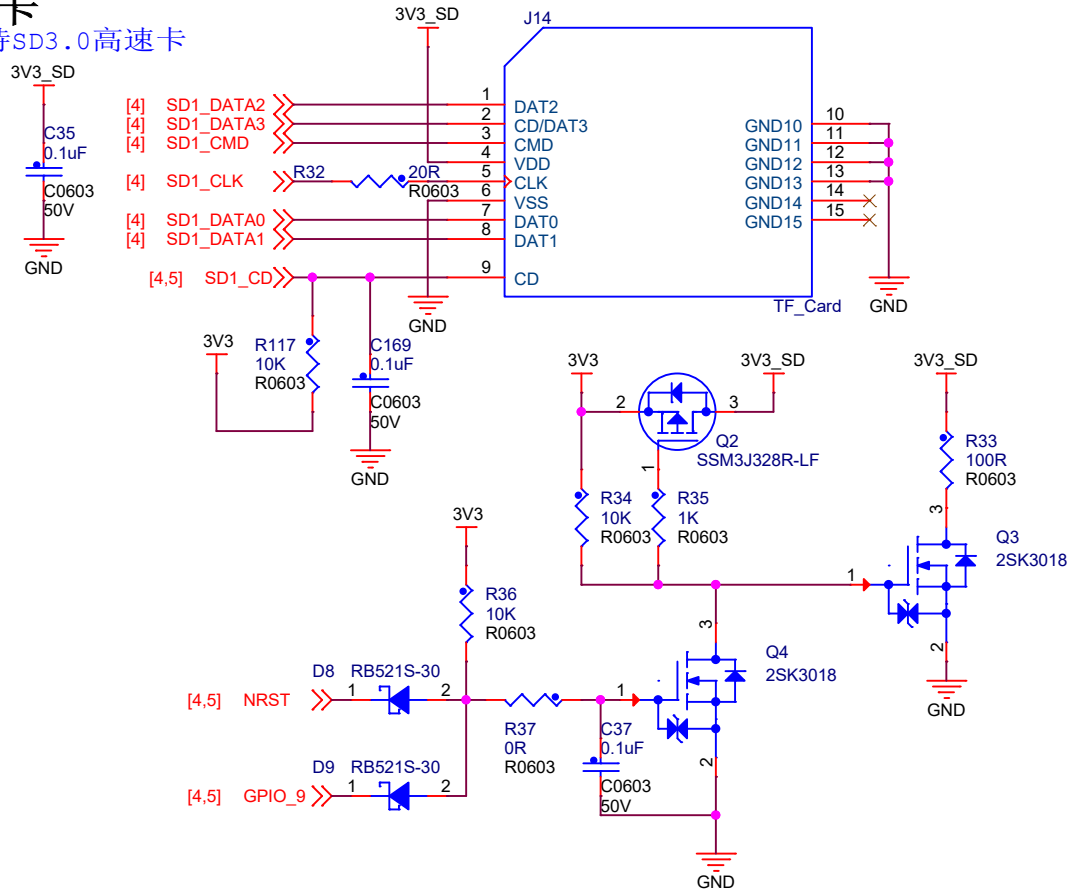 卡
持SD3.0高速卡
3V3_SD
C35
0.1uF
C0603
50V
GND
3V3_SD
J14
[4] SD1_DATA2 1 DAT2
[4] SD1_DATA3 2 CD/DAT3
[4] SD1_CMD 3 CMD
4 VDD
[4] SD1_CLK R32 20R R0603 5 CLK
6 VSS
[4] SD1_DATA0 7 DAT0
[4] SD1_DATA1 8 DAT1
[4,5] SD1_CD 9 CD
GND10 10
GND11 11
GND12 12
GND13 13
GND14 14
GND15 15
TF_Card
GND
GND
3V3
R117
10K
R0603
C169
0.1uF
C0603
50V
GND
3V3
2
3
3V3_SD
Q2
SSM3J328R-LF
1
R34
10K
R0603
R35
1K
R0603
3V3_SD
R33
100R
R0603
3
Q3
2SK3018
1
2
GND
3V3
R36
10K
R0603
D8 RB521S-30
[4,5] NRST 1 2
D9 RB521S-30
[4,5] GPIO_9 1 2
R37
0R
R0603
C37
0.1uF
C0603
50V
1
3
Q4
2SK3018
2
GND